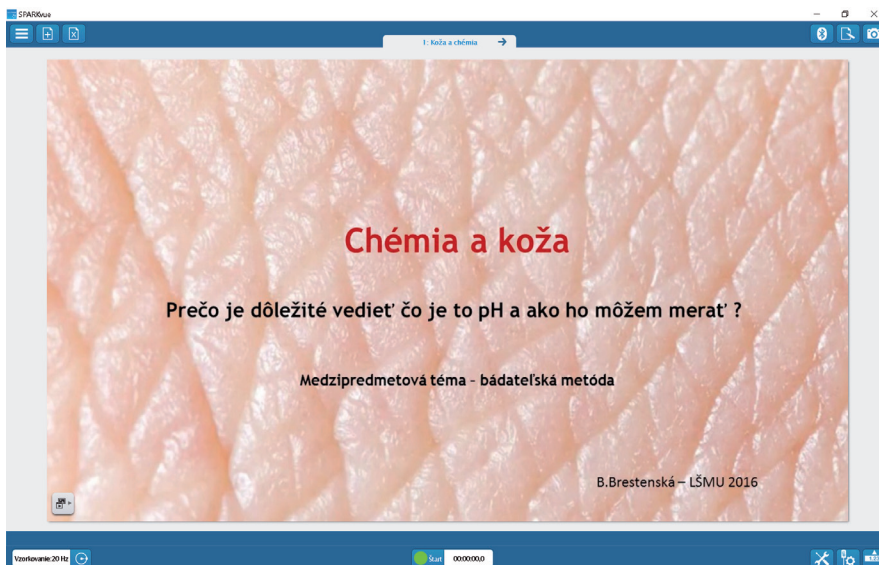 SPARKvue
1: Koža a chémia
Chémia a koža
Prečo je dôležité vedieť čo je to pH a ako ho môžem merať ?
Medzipredmetová téma - bádateľská metóda
B.Brestenská – LŠMU 2016
Vzorkovanie:20 Hz
Štart
00:00:00,0